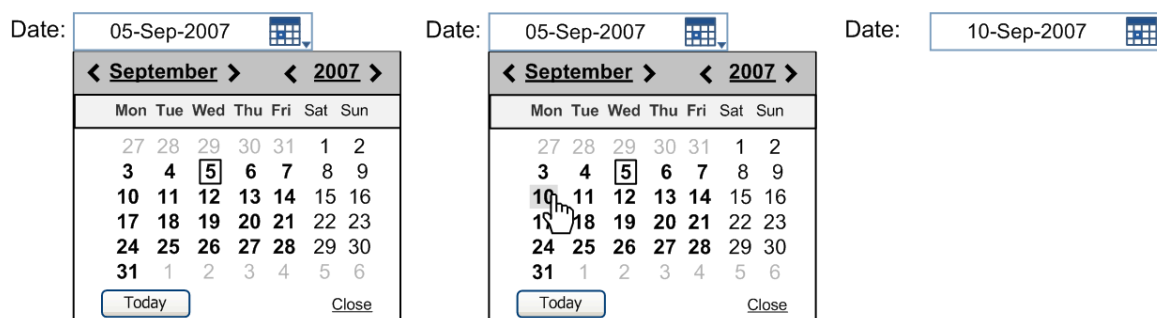 Date: 05-Sep-2007
September 2007
Mon Tue Wed Thu Fri Sat Sun
27 28 29 30 31 1 2
3 4 5 6 7 8 9
10 11 12 13 14 15 16
17 18 19 20 21 22 23
24 25 26 27 28 29 30
31 1 2 3 4 5 6
Today Close
Date: 05-Sep-2007
September 2007
Mon Tue Wed Thu Fri Sat Sun
27 28 29 30 31 1 2
3 4 5 6 7 8 9
10 11 12 13 14 15 16
17 18 19 20 21 22 23
24 25 26 27 28 29 30
31 1 2 3 4 5 6
Today Close
Date: 10-Sep-2007